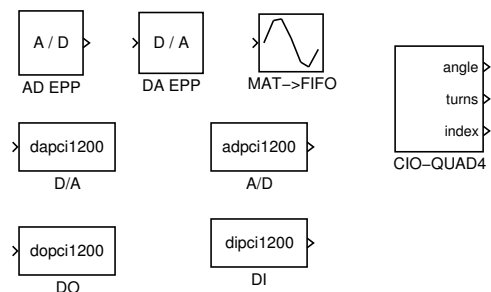 A / D
AD EPP
D / A
DA EPP
MAT−>FIFO
angle
turns
index
CIO−QUAD4
dapci1200
D/A
adpci1200
A/D
dopci1200
DO
dipci1200
DI